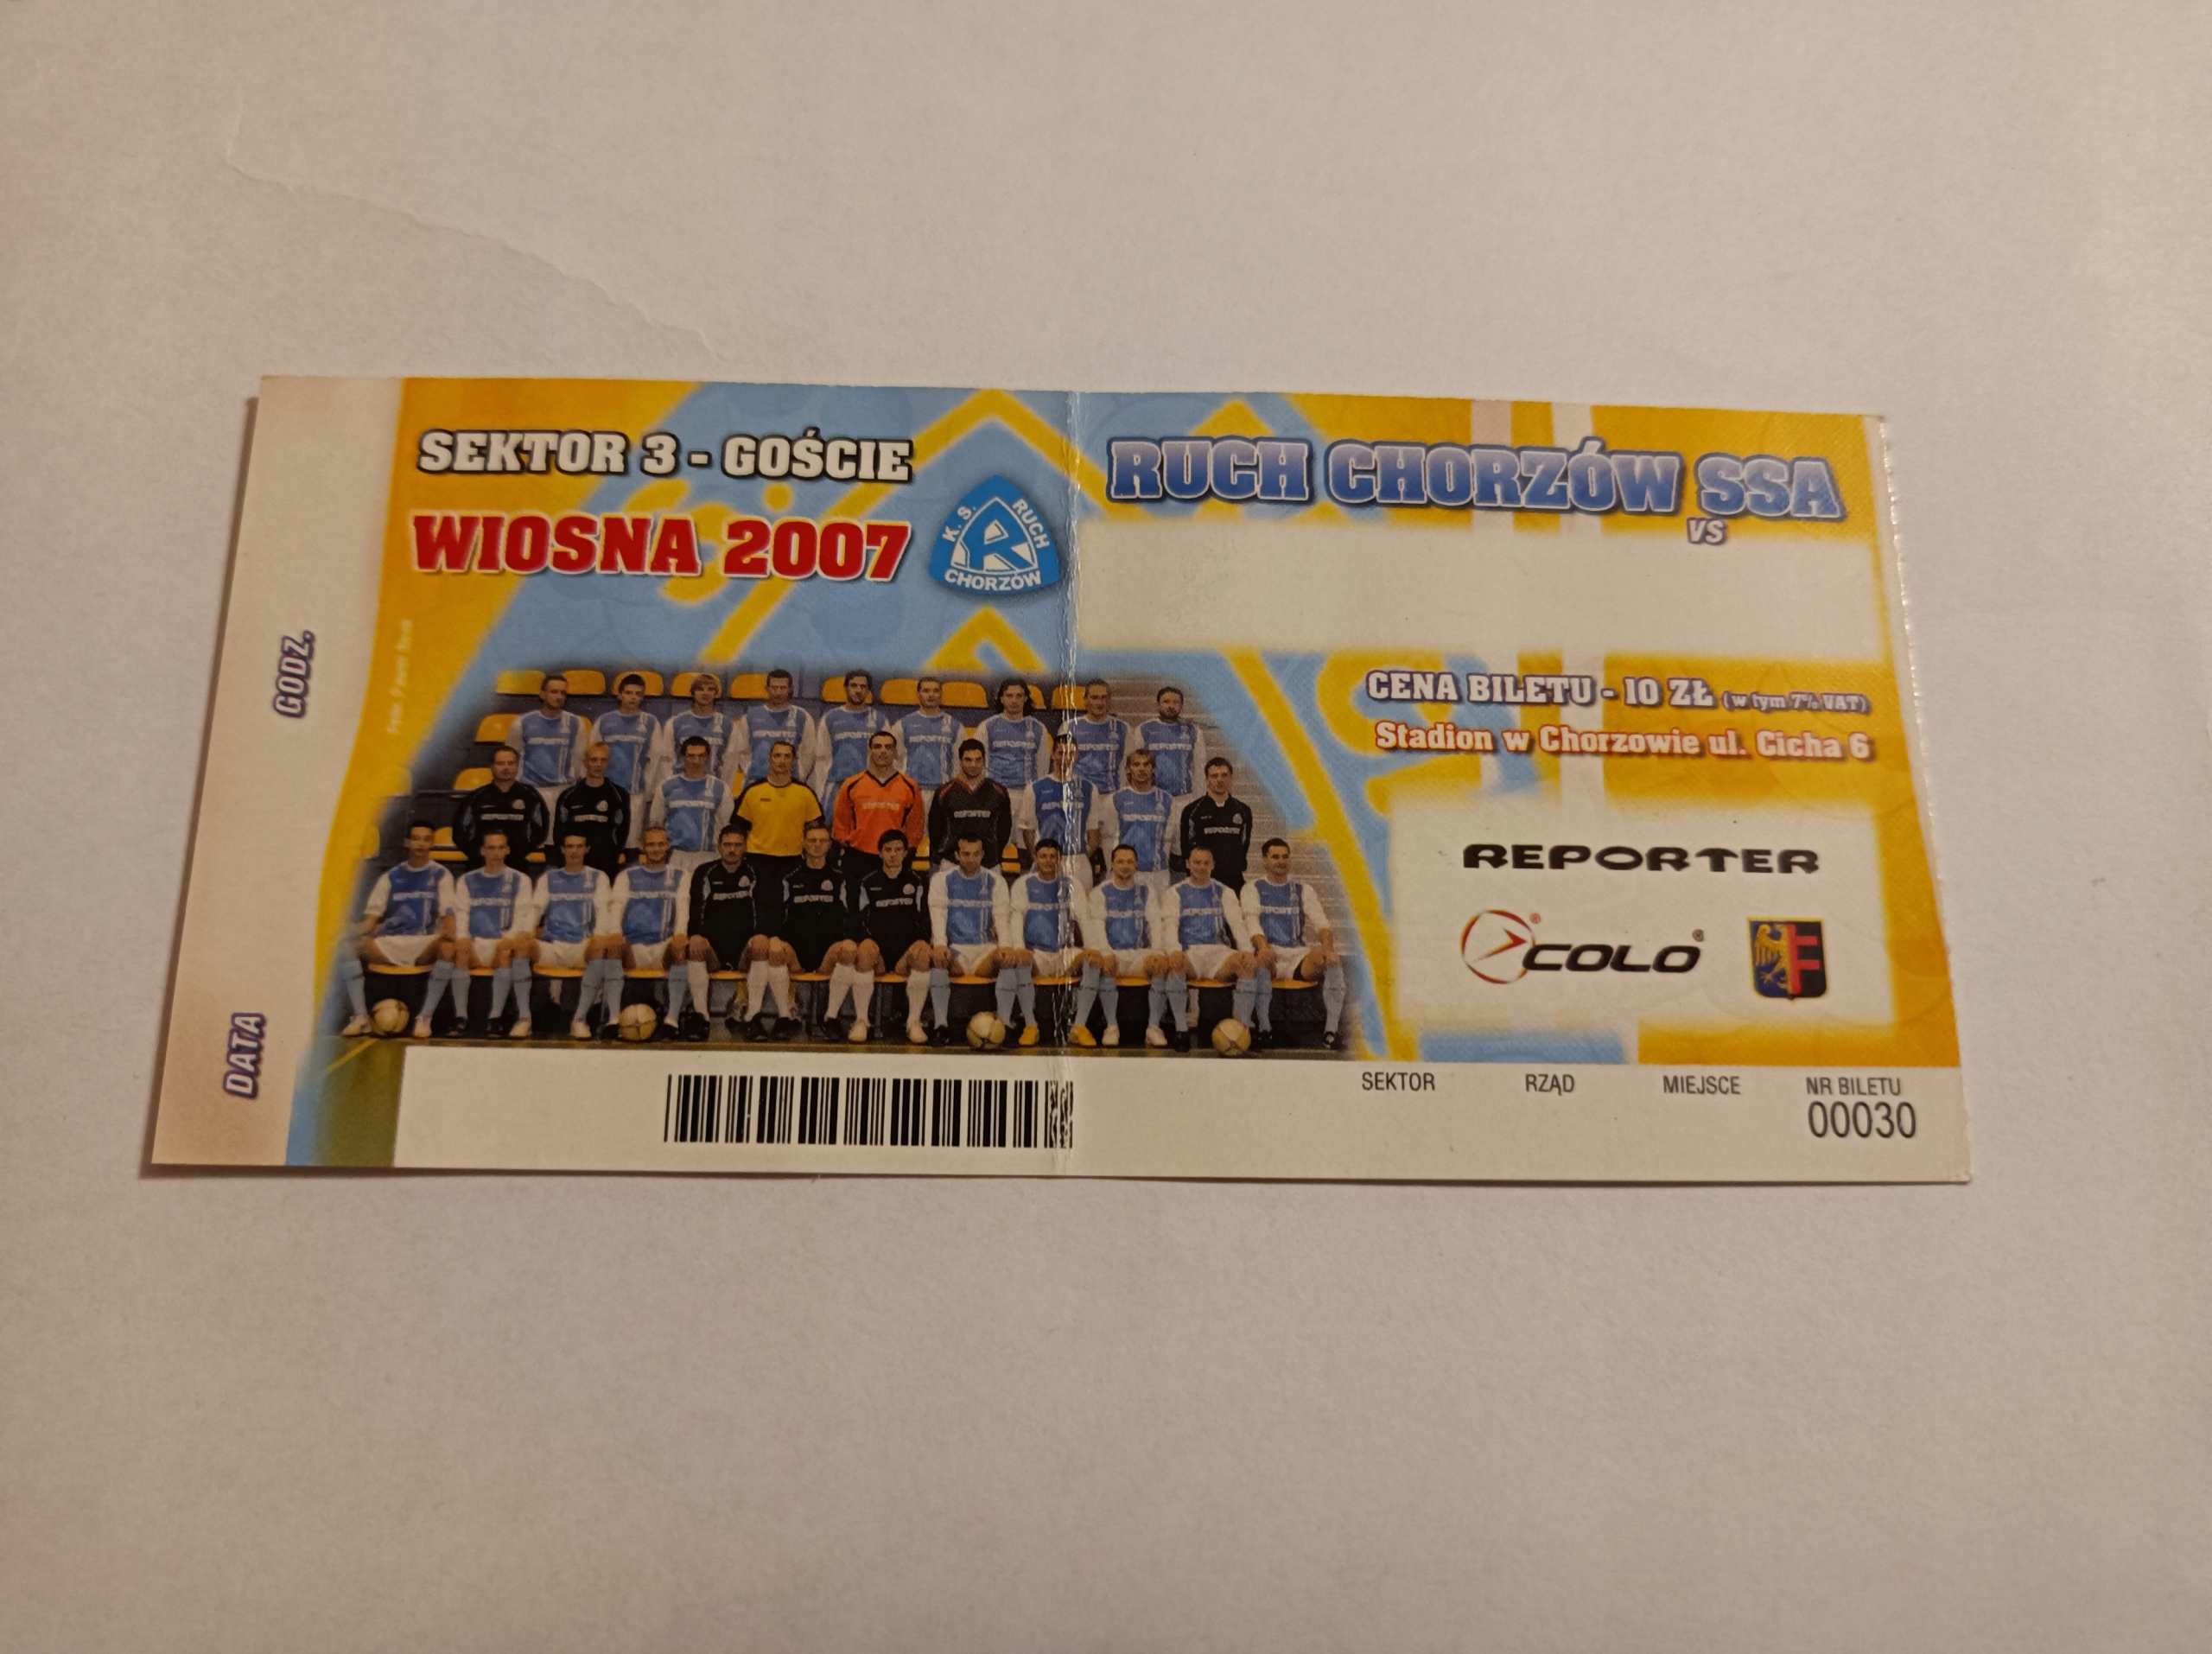 SEKTOR 3 - GOŚCIE
WIOSNA 2007
K. S. RUCH
R
CHORZÓW
RUCH CHORZÓW SSA
VS
GODZ.
DATA
CENA BILETU - 10 ZŁ (w tym 7% VAT)
Stadion w Chorzowie ul. Cicha 6
REPORTER
COLO®
SEKTOR RZĄD MIEJSCE NR BILETU
00030